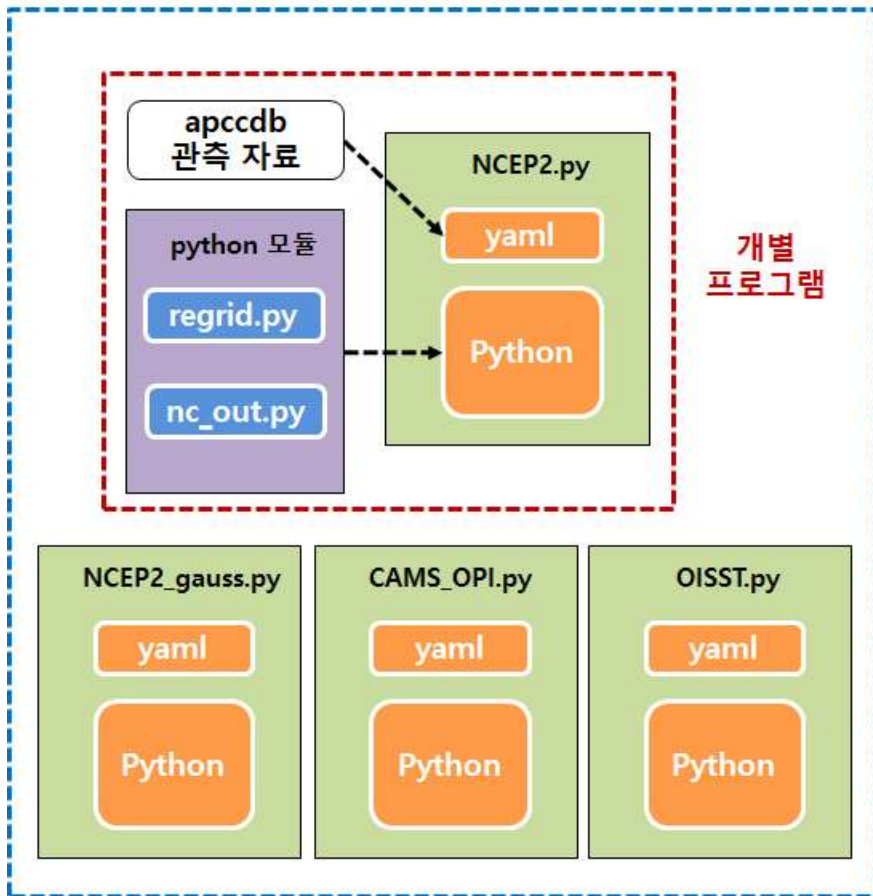 apccdb
관측 자료
NCEP2.py
yaml
Python
python 모듈
regrid.py
nc_out.py
개별
프로그램
NCEP2_gauss.py
yaml
Python
CAMS_OPI.py
yaml
Python
OISST.py
yaml
Python